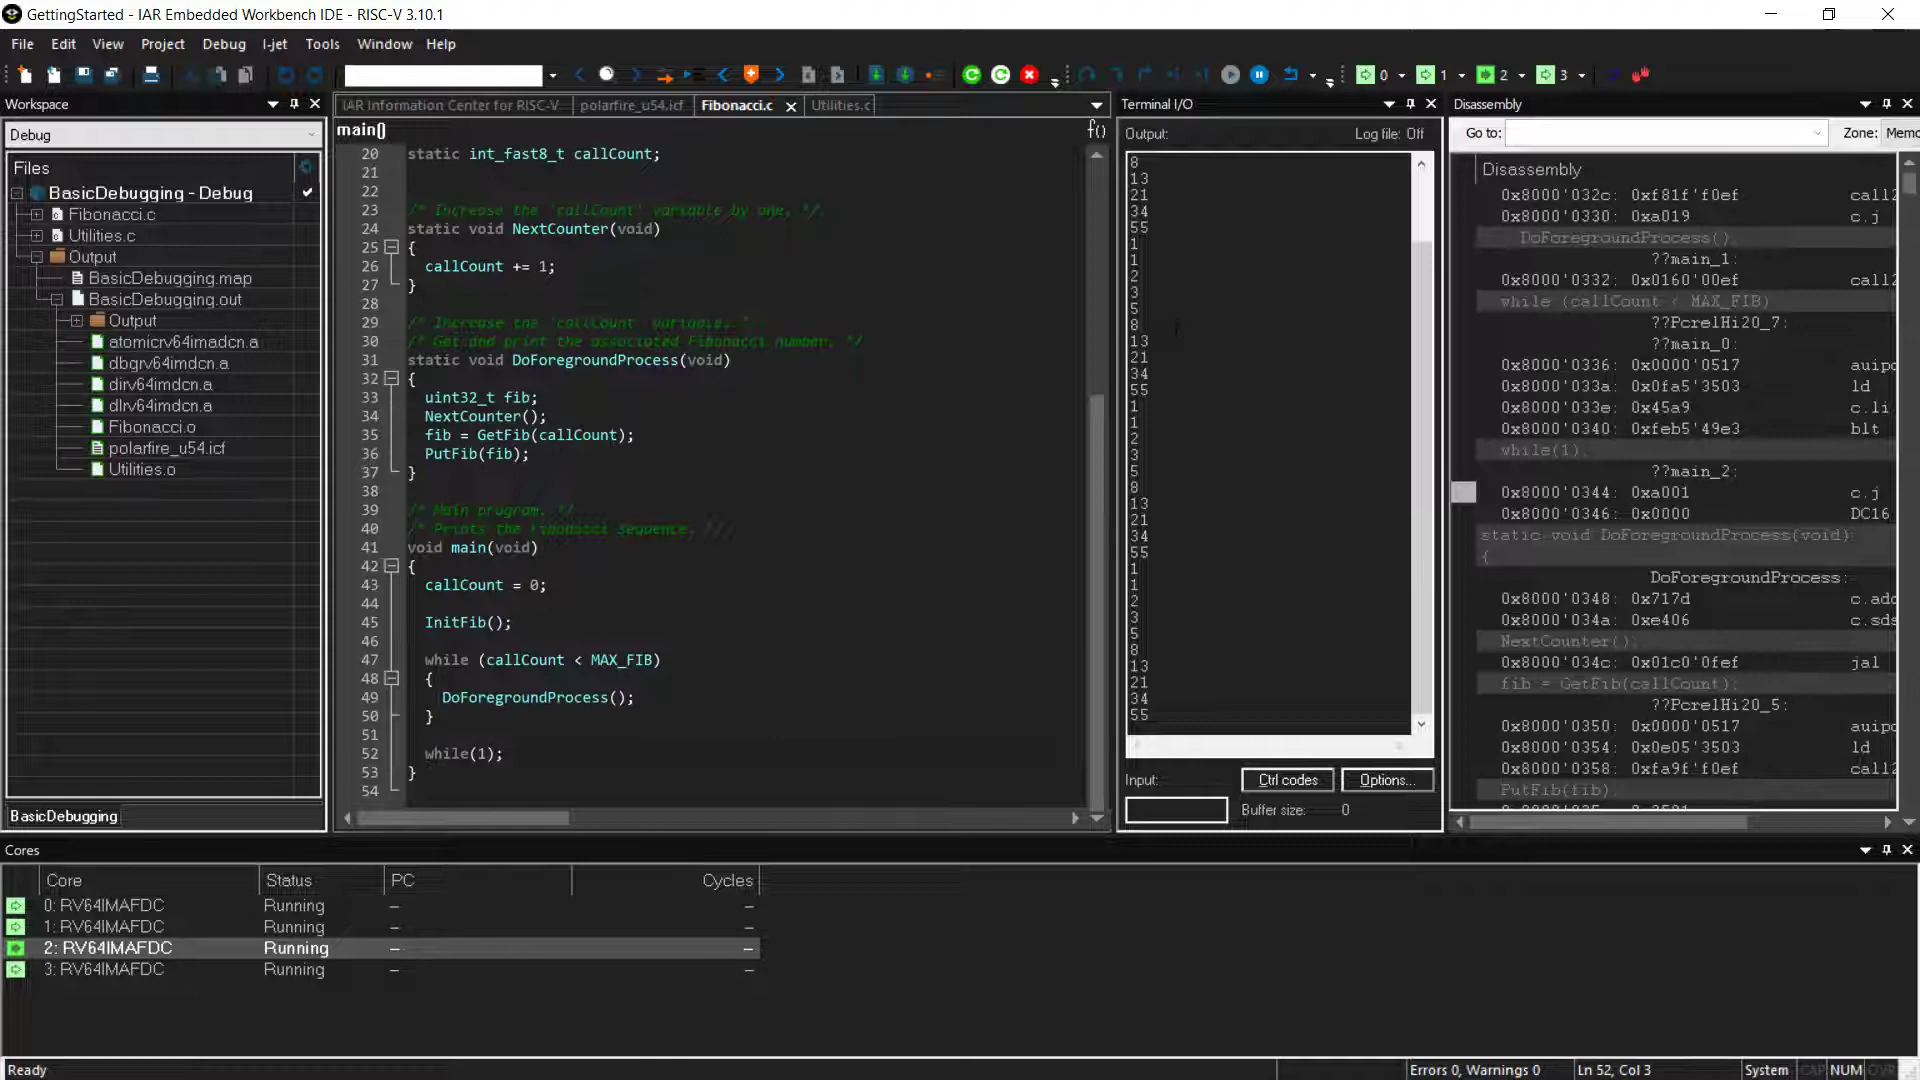 GettingStarted - IAR Embedded Workbench IDE - RISC-V 3.10.1
File Edit View Project Debug I-jet Tools Window Help
0 1 2 3
Workspace
Debug
Files
BasicDebugging - Debug
Fibonacci.c
Utilities.c
Output
BasicDebugging.map
BasicDebugging.out
Output
atomicrv64imadcn.a
dbgrv64imdcn.a
dirv64imdcn.a
dlrv64imdcn.a
Fibonacci.o
polarfire_u54.icf
Utilities.o
BasicDebugging
IAR Information Center for RISC-V polarfire_u54.icf Fibonacci.c Utilities.c
main()
f()
20 static int_fast8_t callCount;
21
22
23 /* Increase the 'callCount' variable by one. */
24 static void NextCounter(void)
25 {
26 callCount += 1;
27 }
28
29 /* Increase the 'callCount' variable.
30 /* Get and print the associated Fibonacci number. */
31 static void DoForegroundProcess(void)
32 {
33 uint32_t fib;
34 NextCounter();
35 fib = GetFib(callCount);
36 PutFib(fib);
37 }
38
39 /* Main program. */
40 /* Prints the Fibonacci sequence. */
41 void main(void)
42 {
43 callCount = 0;
44
45 InitFib();
46
47 while (callCount < MAX_FIB)
48 {
49 DoForegroundProcess();
50 }
51
52 while(1);
53 }
54
Terminal I/O
Output: Log file: Off
8
13
21
34
55
1
1
2
3
5
8
13
21
34
55
1
1
2
3
5
8
13
21
34
55
1
1
2
3
5
8
13
21
34
55
Input: Ctrl codes Options...
Buffer size: 0
Disassembly
Go to: Zone: Memo
Disassembly
0x8000'032c: 0xf81f'f0ef call2
0x8000'0330: 0xa019 c.j
DoForegroundProcess();
??main_1:
0x8000'0332: 0x0160'00ef call2
while (callCount < MAX_FIB)
??PcrelHi20_7:
??main_0:
0x8000'0336: 0x0000'0517 auipc
0x8000'033a: 0x0fa5'3503 ld
0x8000'033e: 0x45a9 c.li
0x8000'0340: 0xfeb5'49e3 blt
while(1);
??main_2:
0x8000'0344: 0xa001 c.j
0x8000'0346: 0x0000 DC16
static void DoForegroundProcess(void)
{
DoForegroundProcess:
0x8000'0348: 0x717d c.add
0x8000'034a: 0xe406 c.sds
NextCounter();
0x8000'034c: 0x01c0'0fef jal
fib = GetFib(callCount);
??PcrelHi20_5:
0x8000'0350: 0x0000'0517 auipc
0x8000'0354: 0x0e05'3503 ld
0x8000'0358: 0xfa9f'f0ef call2
PutFib(fib);
Cores
Core Status PC Cycles
0: RV64IMAFDC Running – –
1: RV64IMAFDC Running – –
2: RV64IMAFDC Running – –
3: RV64IMAFDC Running – –
Ready Errors 0, Warnings 0 Ln 52, Col 3 System CAP NUM OVR